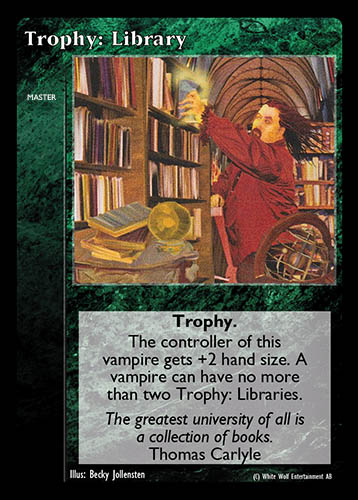 Trophy: Library
MASTER
Trophy.
The controller of this
vampire gets +2 hand size. A
vampire can have no more
than two Trophy: Libraries.
The greatest university of all is
a collection of books.
Thomas Carlyle
Illus: Becky Jollensten
(C) White Wolf Entertainment AB